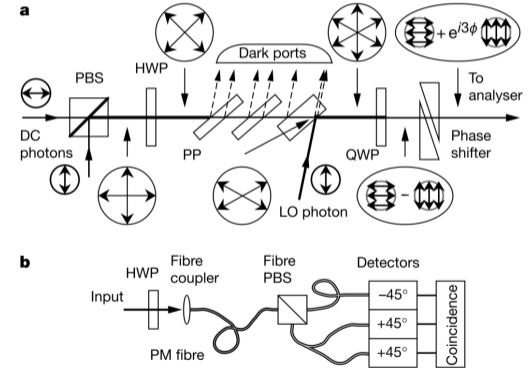 a
Dark ports
+ e^{i3ϕ}
PBS
HWP
To
analyser
DC
photons
PP
QWP
Phase
shifter
LO photon
−
b
Fibre
coupler
Fibre
PBS
Detectors
HWP
Input
PM fibre
−45°
+45°
+45°
Coincidence